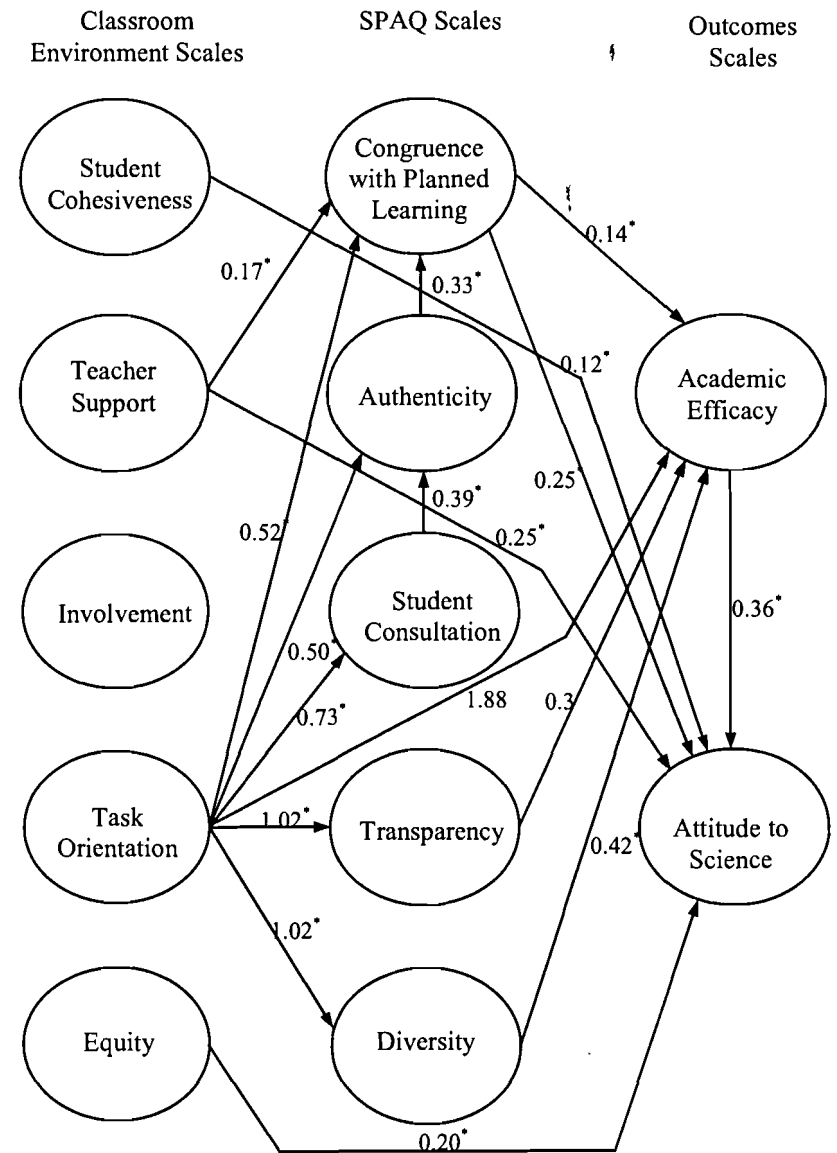 Classroom
Environment Scales
SPAQ Scales
Outcomes
Scales
Student
Cohesiveness
Congruence
with Planned
Learning
0.14*
0.17*
0.33*
0.12*
Teacher
Support
Authenticity
Academic
Efficacy
0.52*
0.39*
0.25*
0.25*
Involvement
Student
Consultation
0.36*
0.50*
0.73*
1.88
0.3
Task
Orientation
1.02*
Transparency
Attitude to
Science
0.42*
1.02*
Equity
Diversity
0.20*